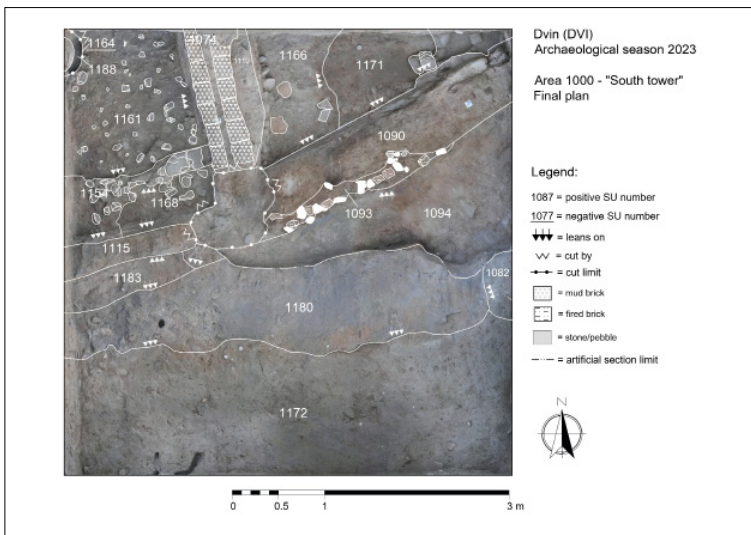 Dvin (DVI)
Archaeological season 2023
Area 1000 - "South tower"
Final plan
Legend:
1087 = positive SU number
1077 = negative SU number
= leans on
= cut by
= cut limit
= mud brick
= fired brick
= stone/pebble
= artificial section limit
N
1164
1188
1161
1074
1166
1171
1090
1168
1093
1094
1115
1183
1180
1082
1172
0 0.5 1 3 m